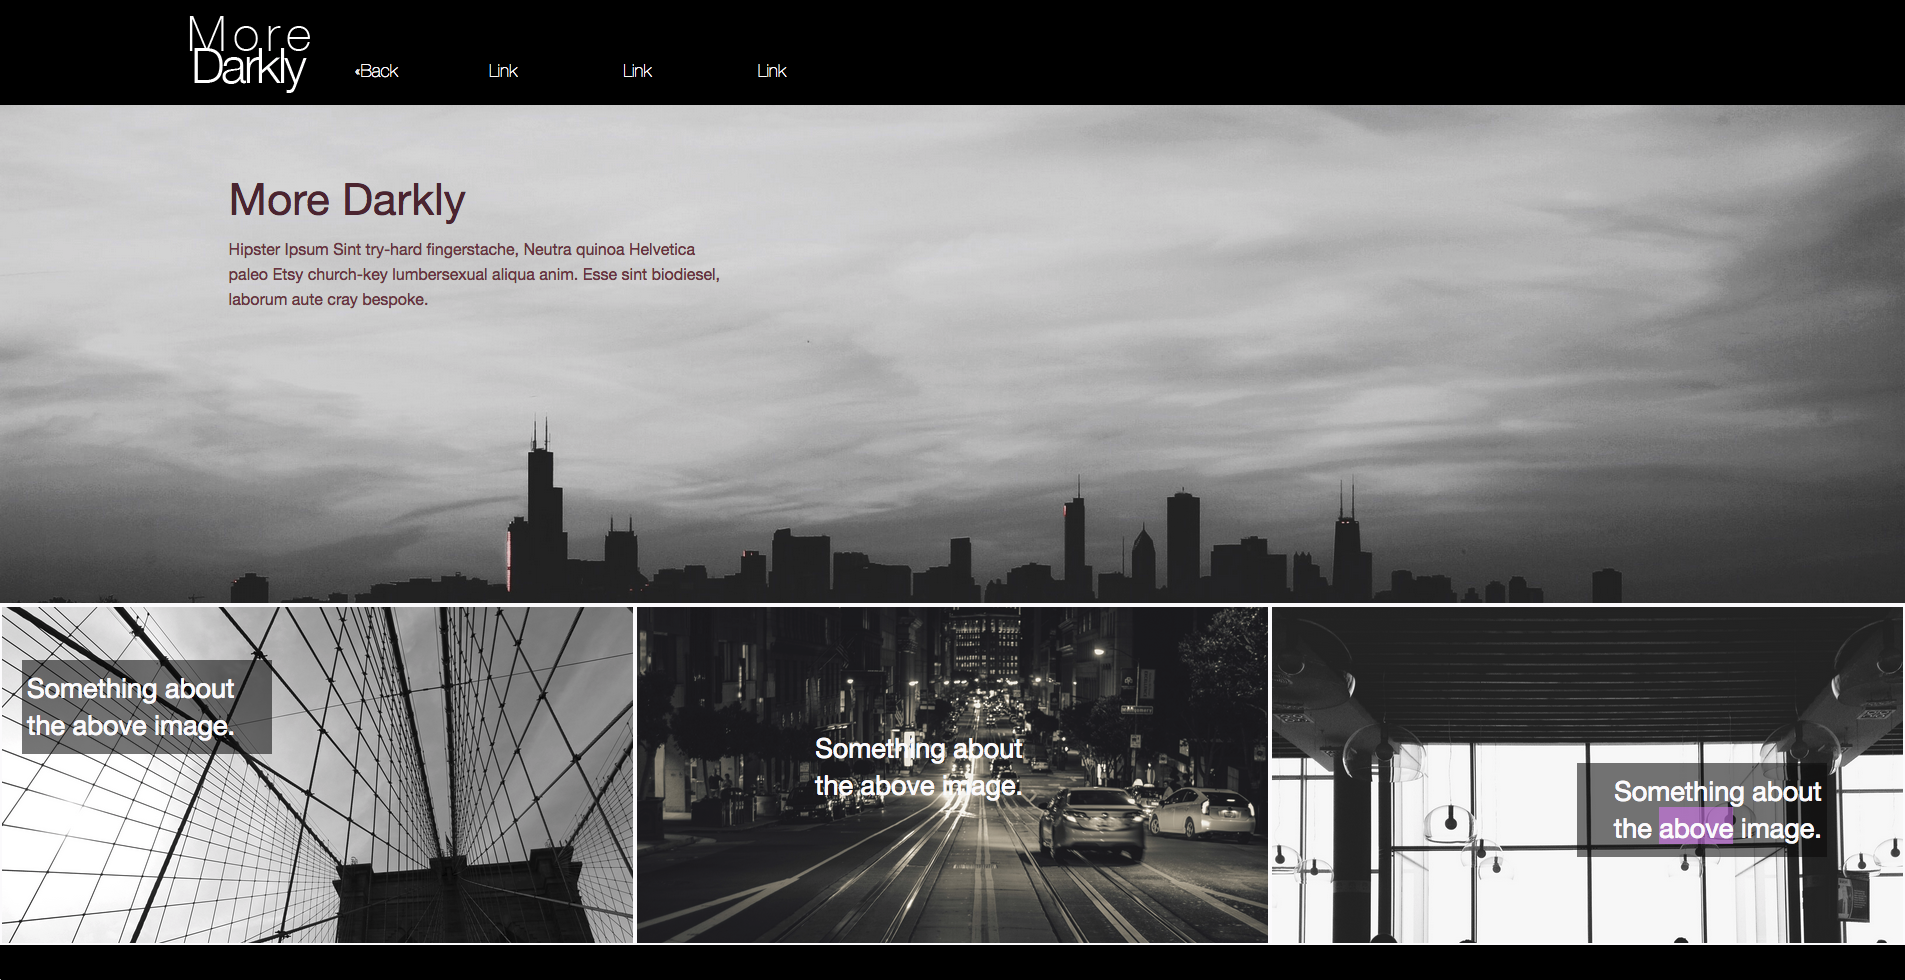 More
Darkly
«Back
Link
Link
Link
More Darkly
Hipster Ipsum Sint try-hard fingerstache, Neutra quinoa Helvetica
paleo Etsy church-key lumbersexual aliqua anim. Esse sint biodiesel,
laborum aute cray bespoke.
Something about
the above image.
Something about
the above image.
Something about
the above image.